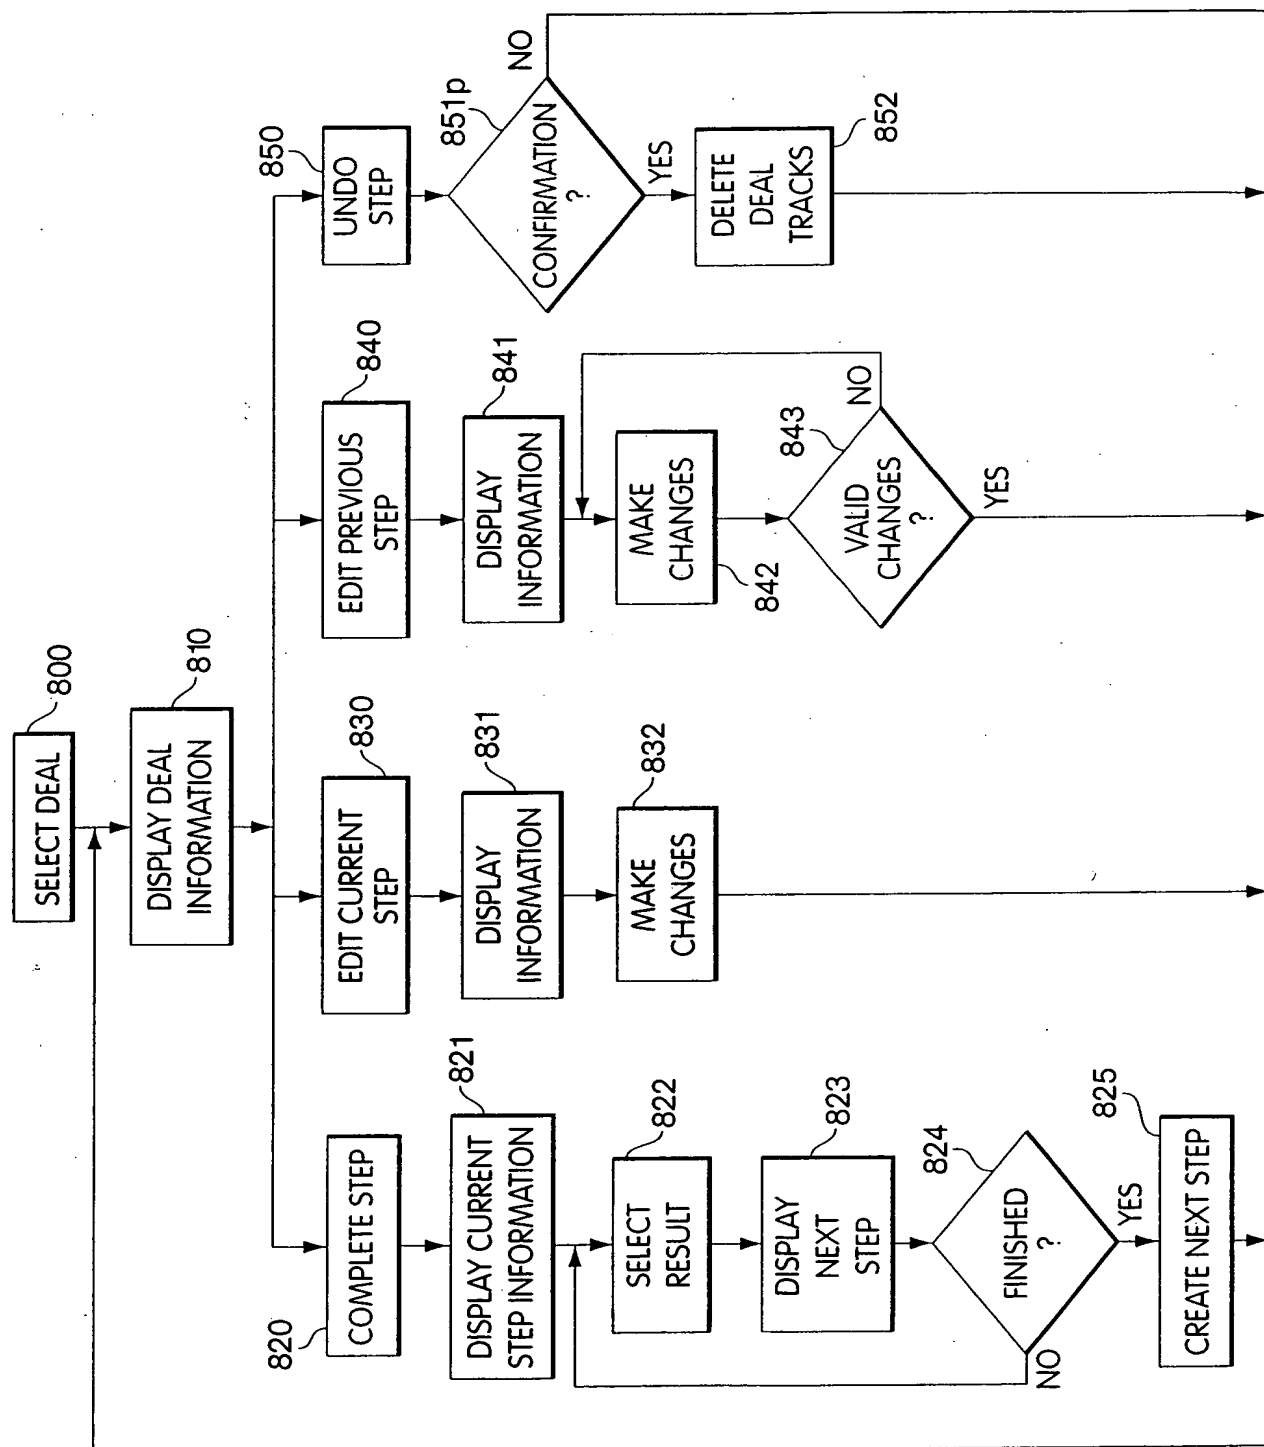 SELECT DEAL
800
DISPLAY DEAL
INFORMATION
810
COMPLETE STEP
820
DISPLAY CURRENT
STEP INFORMATION
821
SELECT
RESULT
822
DISPLAY
NEXT
STEP
823
FINISHED
?
824
NO
YES
CREATE NEXT STEP
825
EDIT CURRENT
STEP
830
DISPLAY
INFORMATION
831
MAKE
CHANGES
832
EDIT PREVIOUS
STEP
840
DISPLAY
INFORMATION
841
MAKE
CHANGES
842
VALID
CHANGES
?
843
NO
YES
UNDO
STEP
850
CONFIRMATION
?
851p
NO
YES
DELETE
DEAL
TRACKS
852